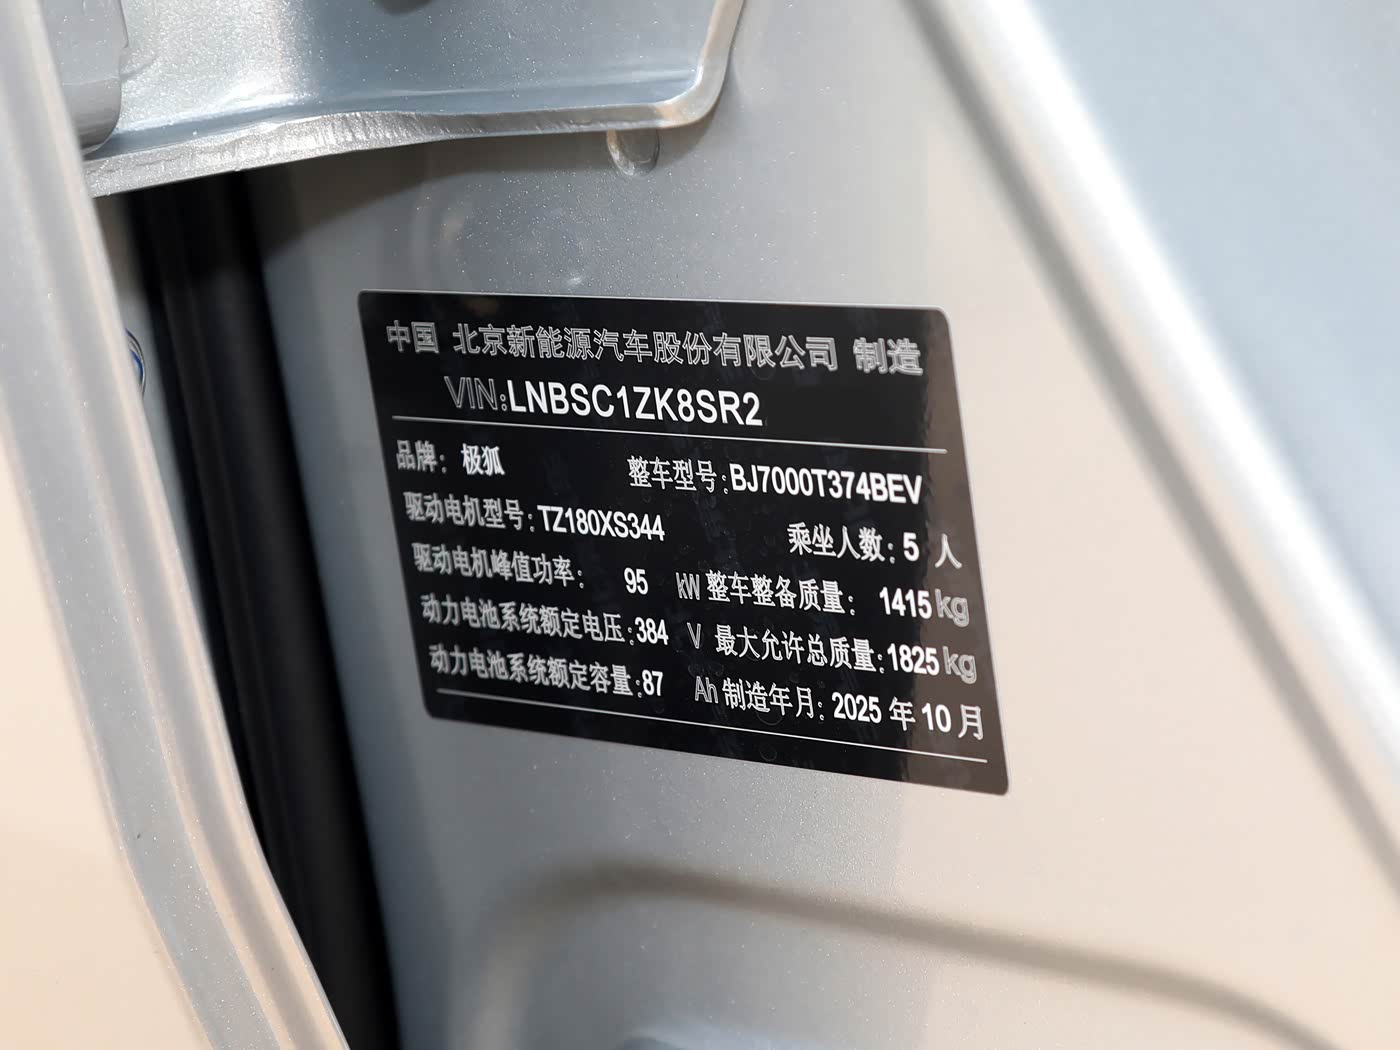 中国 北京新能源汽车股份有限公司 制造
VIN:LNBSC1ZK8SR2
品牌: 极狐 整车型号:BJ7000T374BEV
驱动电机型号:TZ180XS344 乘坐人数:5 人
驱动电机峰值功率: 95 kW 整车整备质量: 1415 kg
动力电池系统额定电压:384 V 最大允许总质量:1825 kg
动力电池系统额定容量:87 Ah 制造年月:2025 年 10 月